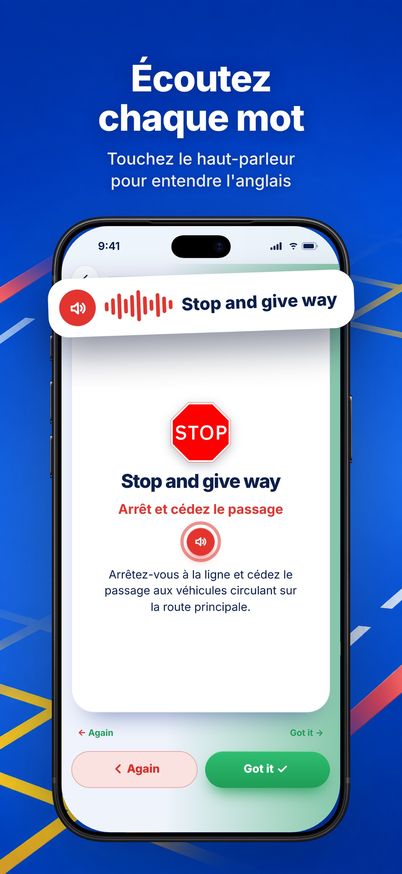 Écoutez
chaque mot
Touchez le haut-parleur
pour entendre l'anglais
9:41
Stop and give way
STOP
Stop and give way
Arrêt et cédez le passage
Arrêtez-vous à la ligne et cédez le
passage aux véhicules circulant sur
la route principale.
← Again
Got it →
Again
Got it ✓